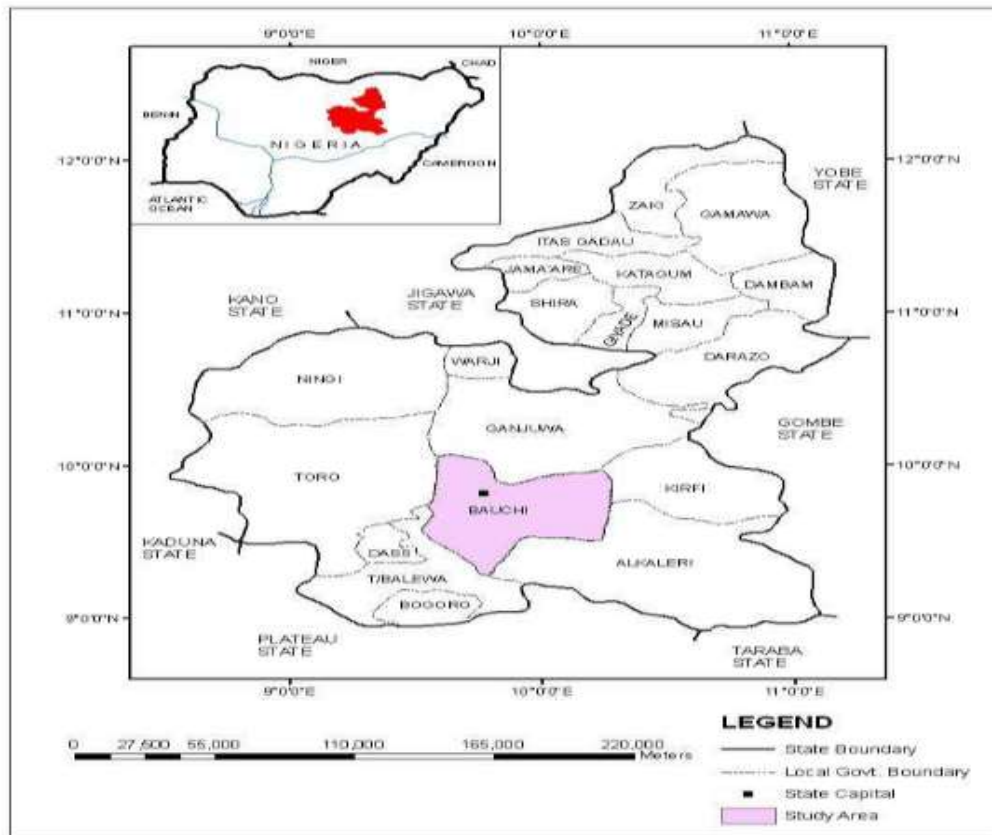 9°0'0"E 10°0'0"E 11°0'0"E
NIGER
CHAD
BENIN
NIGERIA
CAMEROON
ATLANTIC
OCEAN
12°0'0"N
12°0'0"N
YOBE
STATE
ZAKI
GAMAWA
ITAS GADAU
JAMA'ARE
KATAGUM
DAMBAM
SHIRA
GIADE
MISAU
DARAZO
KANO
STATE
JIGAWA
STATE
11°0'0"N
11°0'0"N
WARJI
NINGI
GANJUWA
GOMBE
STATE
10°0'0"N
10°0'0"N
TORO
KIRFI
BAUCHI
KADUNA
STATE
DASS
ALKALERI
T/BALEWA
BOGORO
9°0'0"N
9°0'0"N
PLATEAU
STATE
TARABA
STATE
9°0'0"E 10°0'0"E 11°0'0"E
0 27,500 55,000 110,000 165,000 220,000
Meters
LEGEND
State Boundary
Local Govt. Boundary
State Capital
Study Area